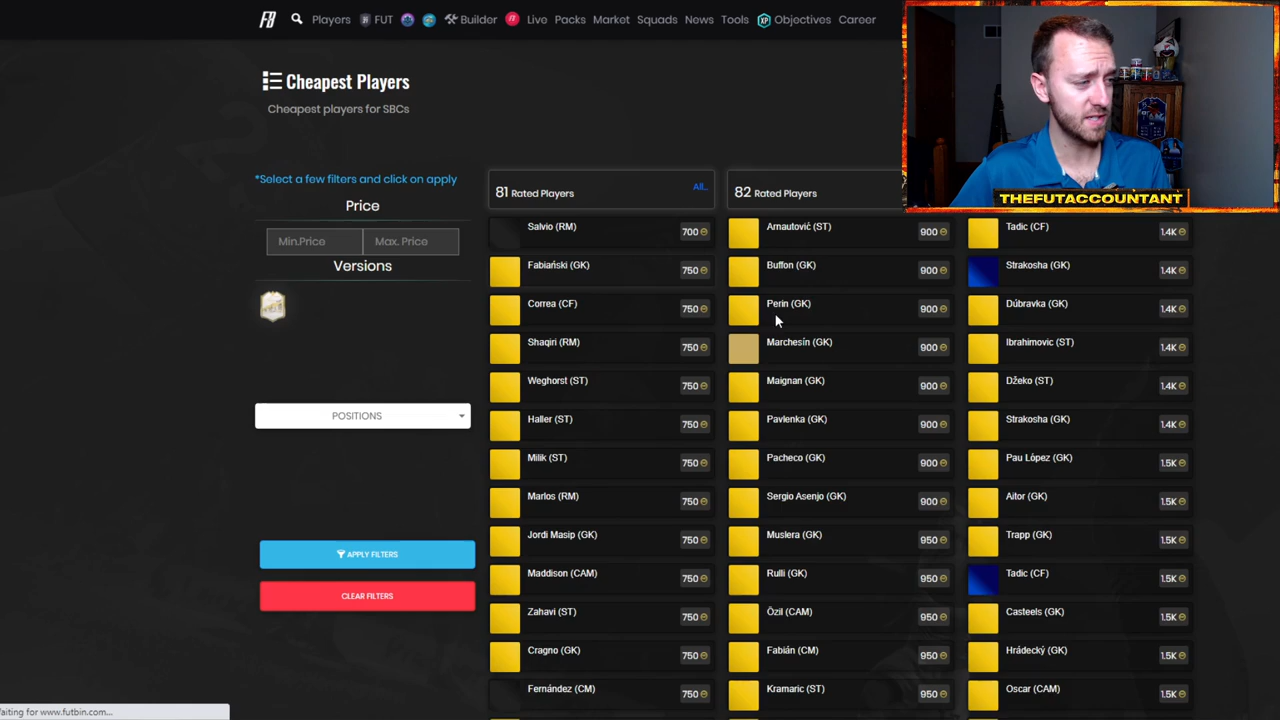 FB Players FUT Builder Live Packs Market Squads News Tools XP Objectives Career
Cheapest Players
Cheapest players for SBCs
*Select a few filters and click on apply
Price
Min.Price Max. Price
Versions
POSITIONS
APPLY FILTERS
CLEAR FILTERS
81 Rated Players All..
Salvio (RM) 700
Fabiański (GK) 750
Correa (CF) 750
Shaqiri (RM) 750
Weghorst (ST) 750
Haller (ST) 750
Milik (ST) 750
Marlos (RM) 750
Jordi Masip (GK) 750
Maddison (CAM) 750
Zahavi (ST) 750
Cragno (GK) 750
Fernández (CM) 750
82 Rated Players
Arnautović (ST) 900
Buffon (GK) 900
Perin (GK) 900
Marchesín (GK) 900
Maignan (GK) 900
Pavlenka (GK) 900
Pacheco (GK) 900
Sergio Asenjo (GK) 900
Muslera (GK) 950
Rulli (GK) 950
Özil (CAM) 950
Fabián (CM) 950
Kramaric (ST) 950
Tadic (CF) 1.4K
Strakosha (GK) 1.4K
Dúbravka (GK) 1.4K
Ibrahimovic (ST) 1.4K
Džeko (ST) 1.4K
Strakosha (GK) 1.4K
Pau López (GK) 1.5K
Aitor (GK) 1.5K
Trapp (GK) 1.5K
Tadic (CF) 1.5K
Casteels (GK) 1.5K
Hrádecký (GK) 1.5K
Oscar (CAM) 1.5K
THEFUTACCOUNTANT
aiting for www.futbin.com...